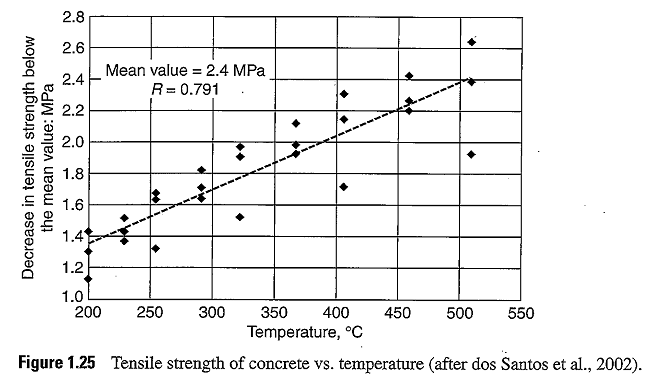 Decrease in tensile strength below
the mean value: MPa
2.8
2.6
2.4
2.2
2.0
1.8
1.6
1.4
1.2
1.0
Mean value = 2.4 MPa
R = 0.791
200 250 300 350 400 450 500 550
Temperature, °C
Figure 1.25 Tensile strength of concrete vs. temperature (after dos Santos et al., 2002).